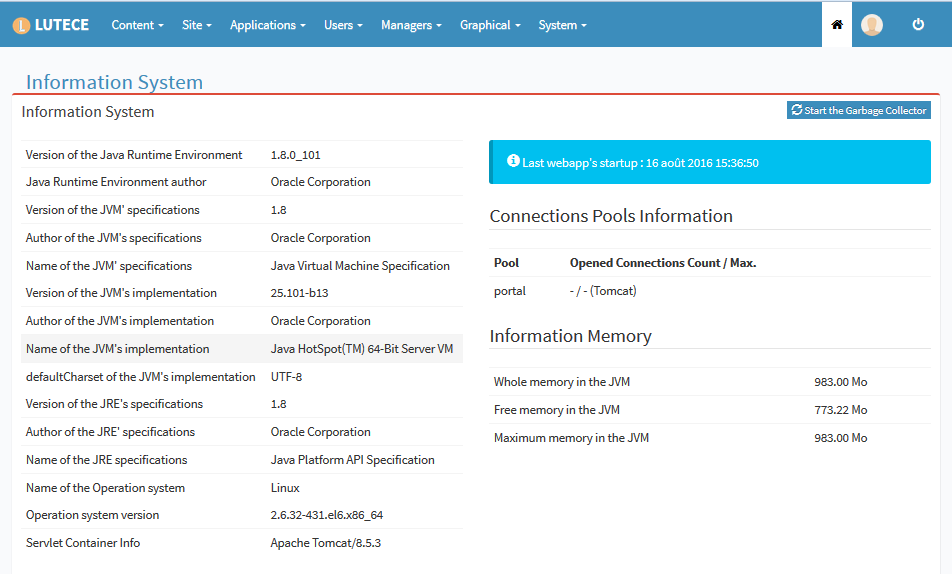 LUTECE Content Site Applications Users Managers Graphical System
Information System
Information System
Start the Garbage Collector
Version of the Java Runtime Environment 1.8.0_101
Java Runtime Environment author Oracle Corporation
Version of the JVM' specifications 1.8
Author of the JVM's specifications Oracle Corporation
Name of the JVM' specifications Java Virtual Machine Specification
Version of the JVM's implementation 25.101-b13
Author of the JVM's implementation Oracle Corporation
Name of the JVM's implementation Java HotSpot(TM) 64-Bit Server VM
defaultCharset of the JVM's implementation UTF-8
Version of the JRE's specifications 1.8
Author of the JRE' specifications Oracle Corporation
Name of the JRE specifications Java Platform API Specification
Name of the Operation system Linux
Operation system version 2.6.32-431.el6.x86_64
Servlet Container Info Apache Tomcat/8.5.3
Last webapp's startup : 16 août 2016 15:36:50
Connections Pools Information
Pool Opened Connections Count / Max.
portal - / - (Tomcat)
Information Memory
Whole memory in the JVM 983.00 Mo
Free memory in the JVM 773.22 Mo
Maximum memory in the JVM 983.00 Mo